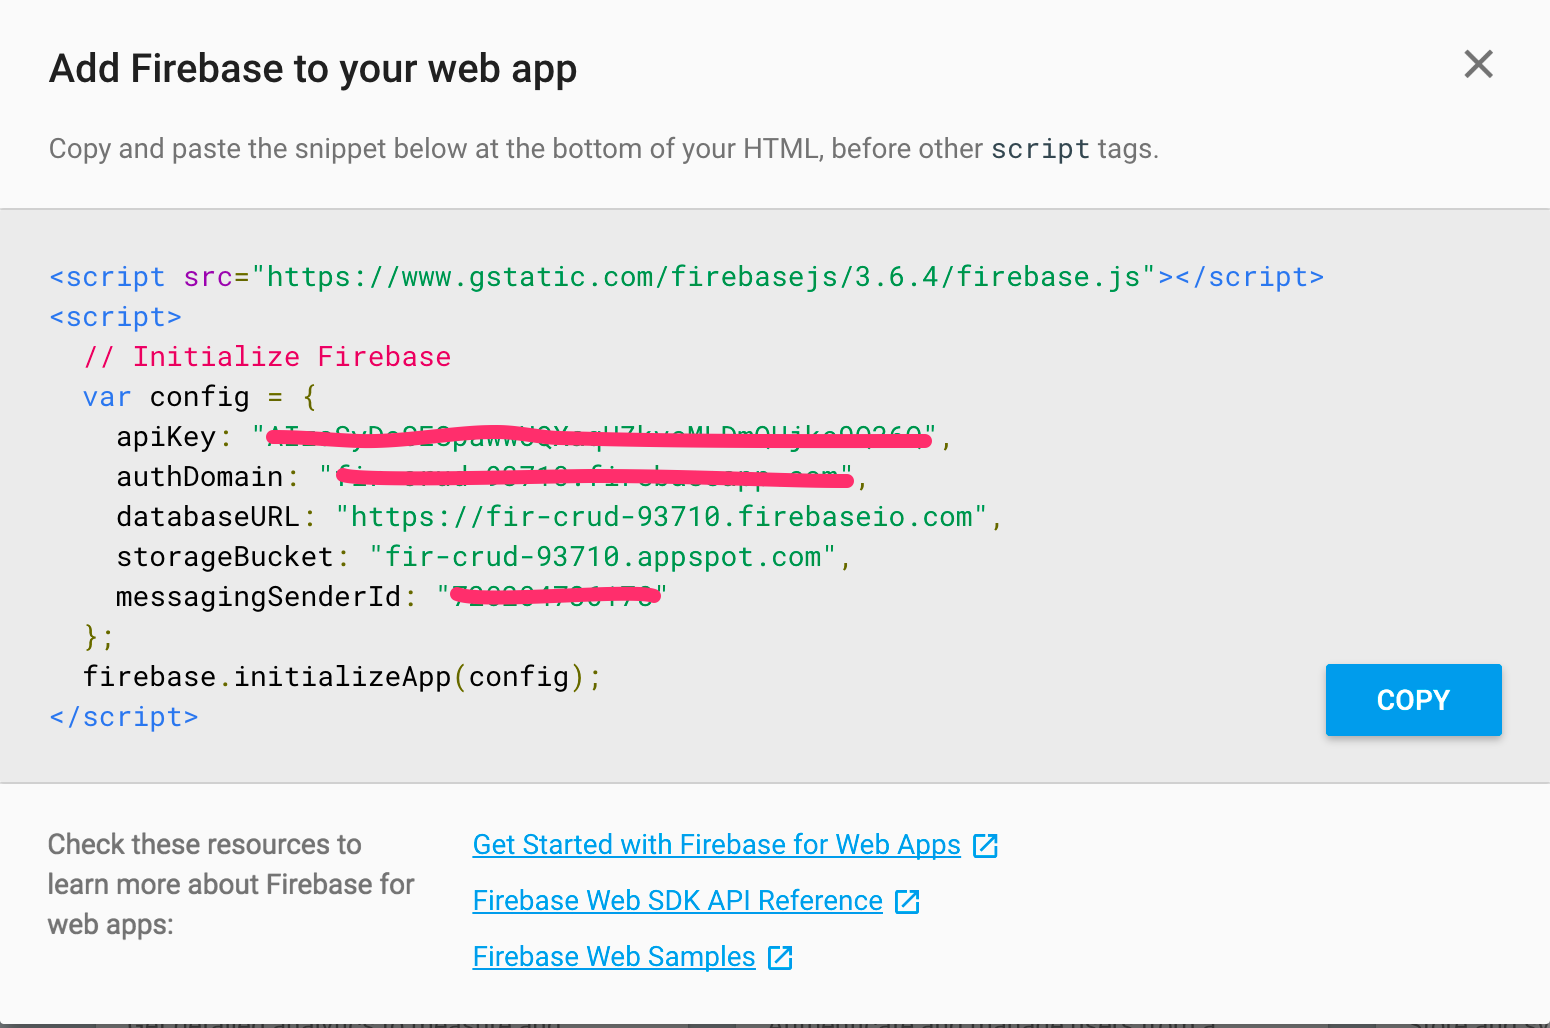 Add Firebase to your web app
Copy and paste the snippet below at the bottom of your HTML, before other script tags.
<script src="https://www.gstatic.com/firebasejs/3.6.4/firebase.js"></script>
<script>
// Initialize Firebase
var config = {
apiKey: "",
authDomain: "",
databaseURL: "https://fir-crud-93710.firebaseio.com",
storageBucket: "fir-crud-93710.appspot.com",
messagingSenderId: ""
};
firebase.initializeApp(config);
</script>
COPY
Check these resources to
learn more about Firebase for
web apps:
Get Started with Firebase for Web Apps
Firebase Web SDK API Reference
Firebase Web Samples